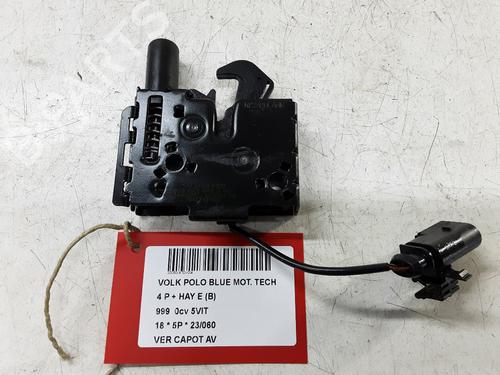 VOLK POLO BLUE MOT. TECH
4 P + HAY E (B)
999 0cv 5VIT
18 * 5P * 23/060
VER CAPOT AV